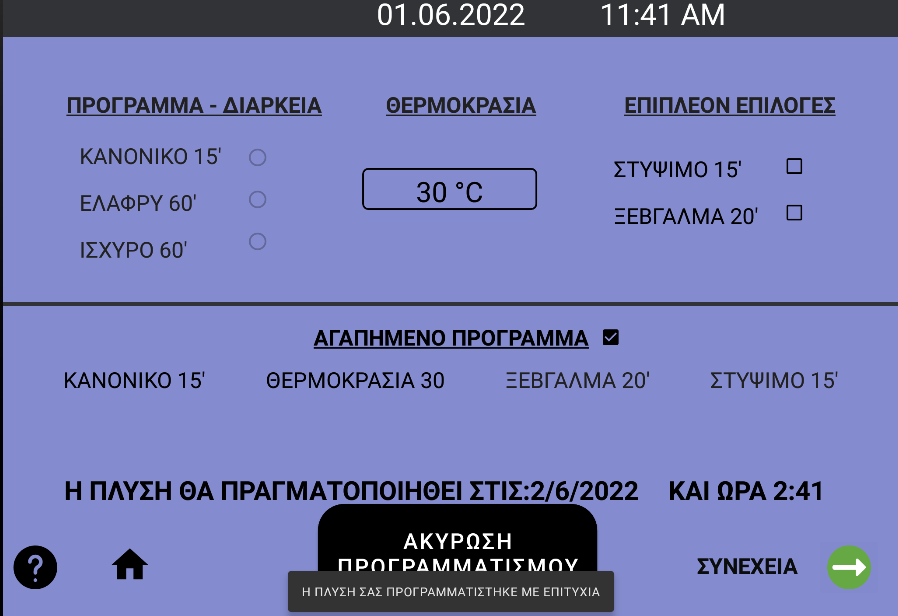 01.06.2022 11:41 AM
ΠΡΟΓΡΑΜΜΑ - ΔΙΑΡΚΕΙΑ ΘΕΡΜΟΚΡΑΣΙΑ ΕΠΙΠΛΕΟΝ ΕΠΙΛΟΓΕΣ
ΚΑΝΟΝΙΚΟ 15'
ΕΛΑΦΡΥ 60'
ΙΣΧΥΡΟ 60'
30 °C
ΣΤΥΨΙΜΟ 15'
ΞΕΒΓΑΛΜΑ 20'
ΑΓΑΠΗΜΕΝΟ ΠΡΟΓΡΑΜΜΑ
ΚΑΝΟΝΙΚΟ 15' ΘΕΡΜΟΚΡΑΣΙΑ 30 ΞΕΒΓΑΛΜΑ 20' ΣΤΥΨΙΜΟ 15'
Η ΠΛΥΣΗ ΘΑ ΠΡΑΓΜΑΤΟΠΟΙΗΘΕΙ ΣΤΙΣ:2/6/2022 ΚΑΙ ΩΡΑ 2:41
ΑΚΥΡΩΣΗ
ΠΡΟΓΡΑΜΜΑΤΙΣΜΟΥ
?
ΣΥΝΕΧΕΙΑ
Η ΠΛΥΣΗ ΣΑΣ ΠΡΟΓΡΑΜΜΑΤΙΣΤΗΚΕ ΜΕ ΕΠΙΤΥΧΙΑ